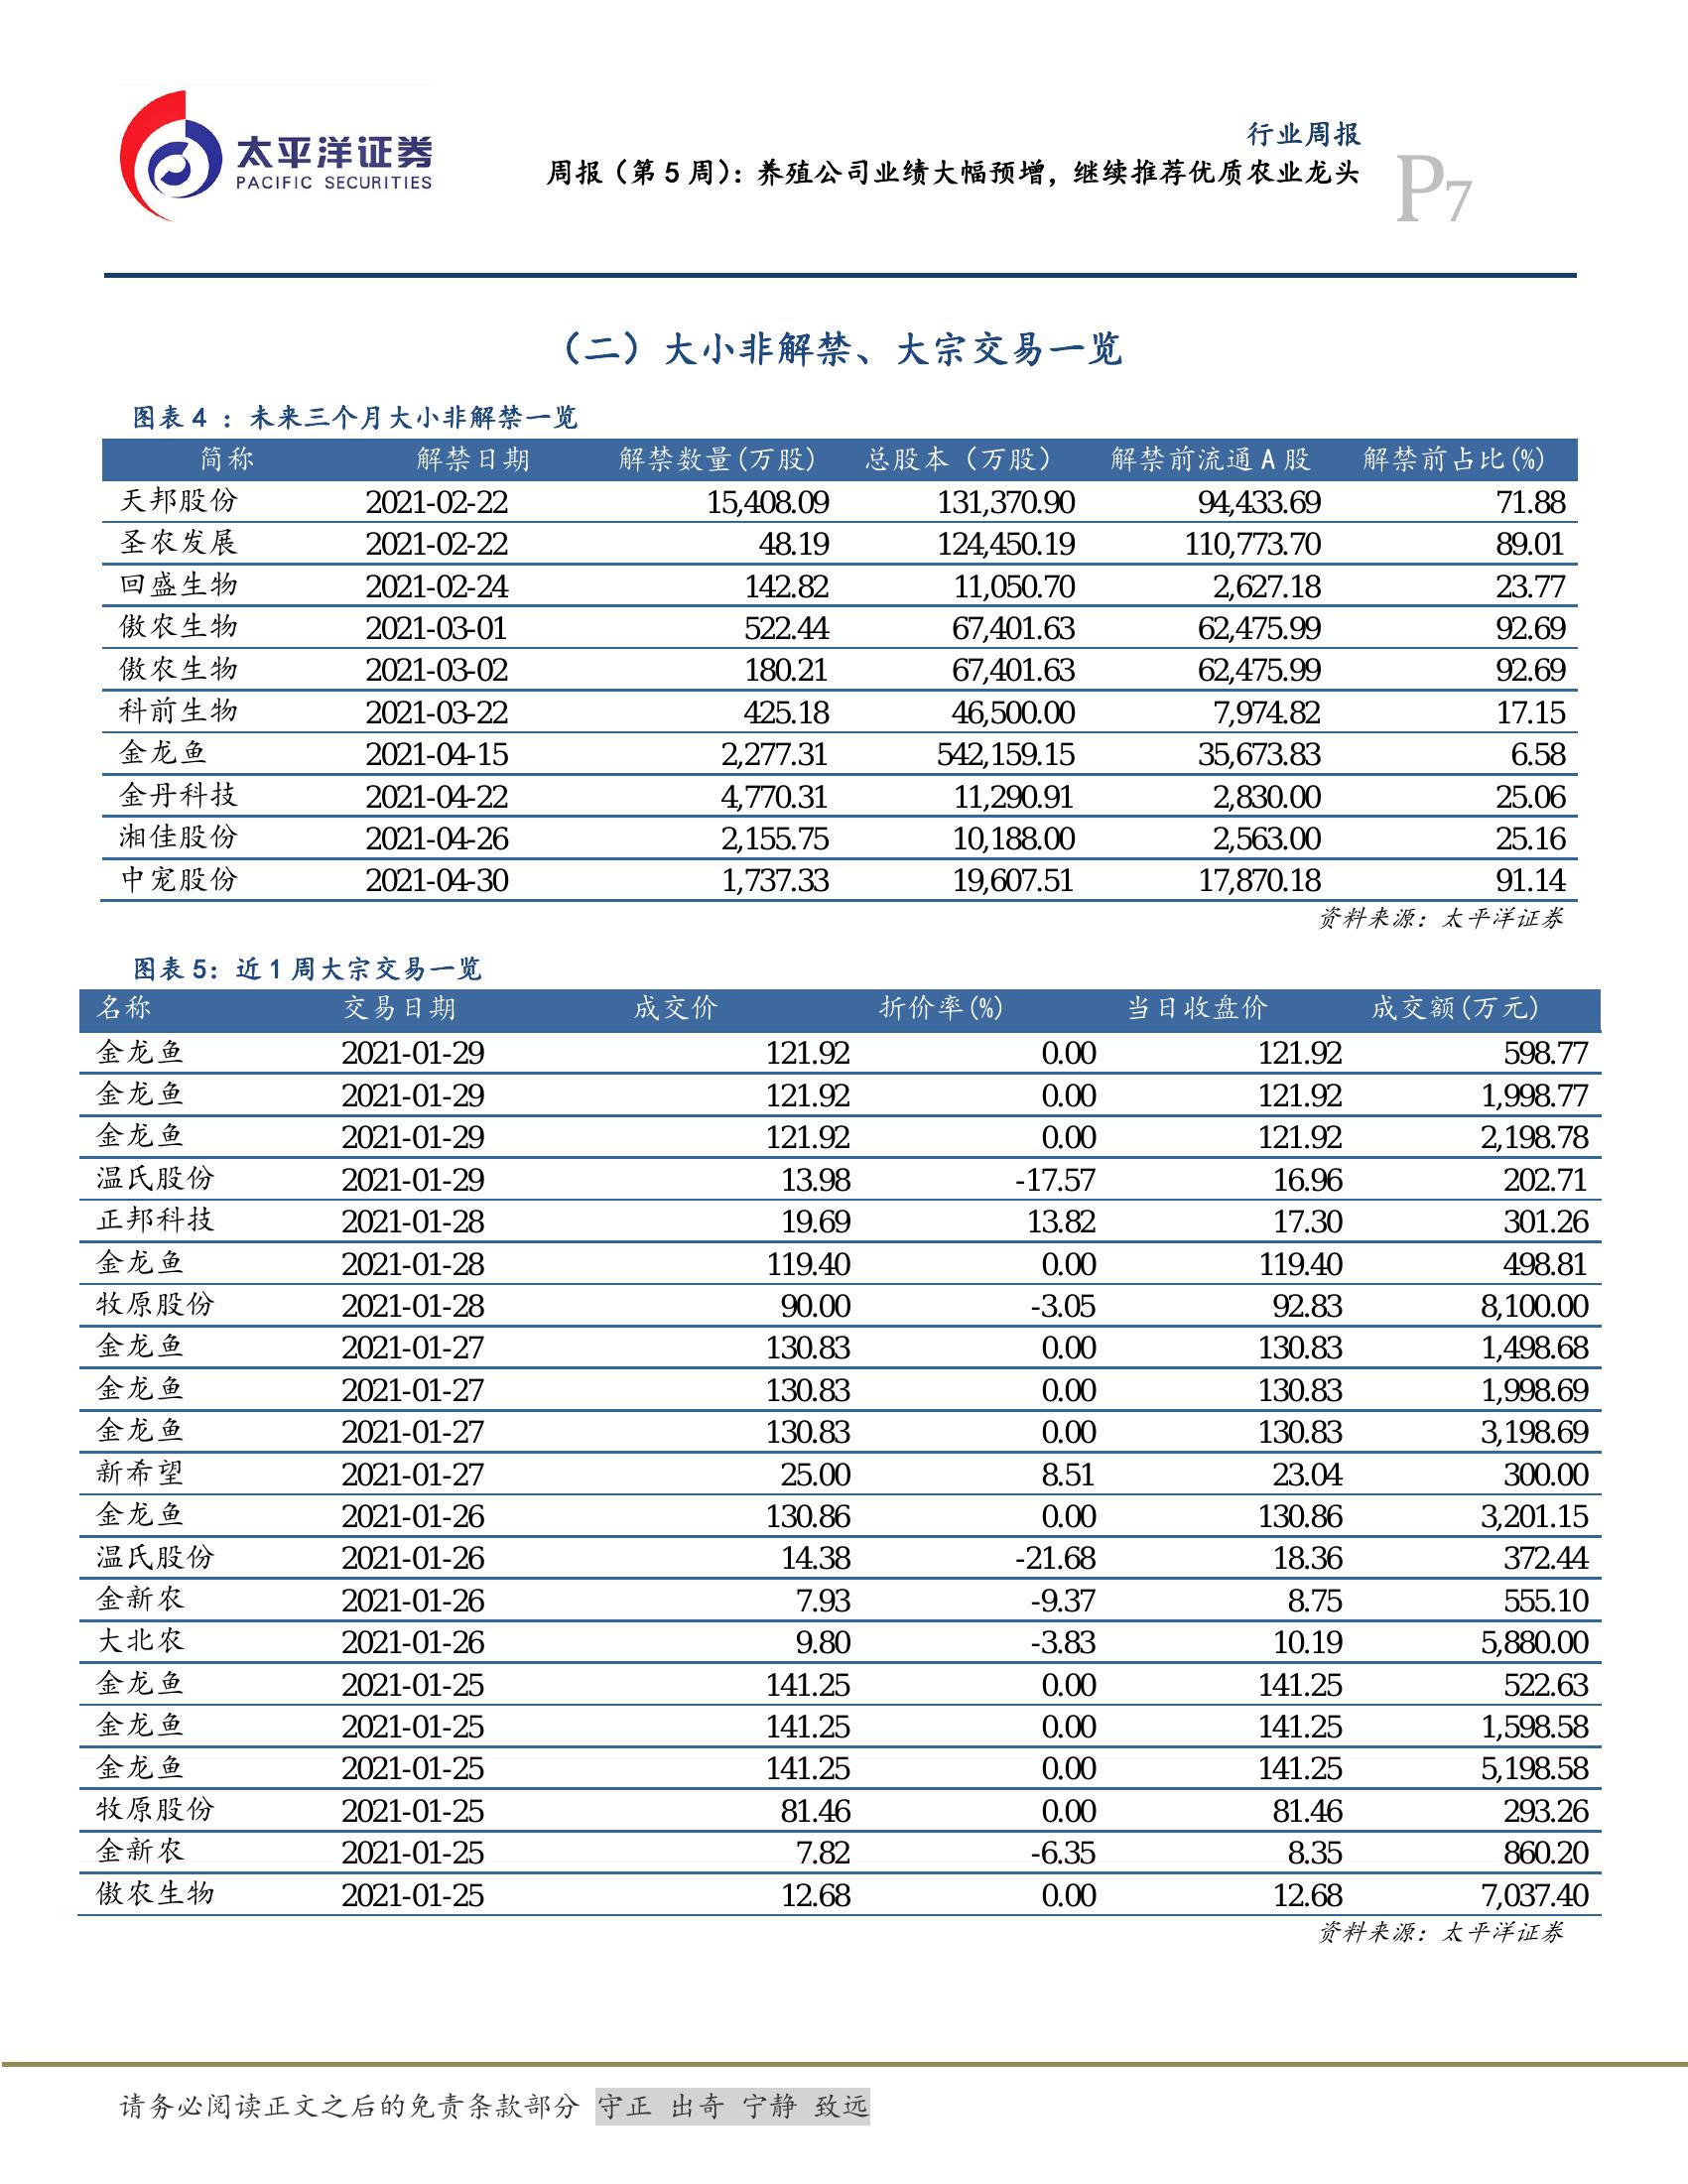 太平洋证券
PACIFIC SECURITIES
行业周报
周报（第 5 周）：养殖公司业绩大幅预增，继续推荐优质农业龙头
P7
（二）大小非解禁、大宗交易一览
图表 4 ：未来三个月大小非解禁一览
简称 解禁日期 解禁数量(万股) 总股本（万股） 解禁前流通 A 股 解禁前占比(%)
天邦股份 2021-02-22 15,408.09 131,370.90 94,433.69 71.88
圣农发展 2021-02-22 48.19 124,450.19 110,773.70 89.01
回盛生物 2021-02-24 142.82 11,050.70 2,627.18 23.77
傲农生物 2021-03-01 522.44 67,401.63 62,475.99 92.69
傲农生物 2021-03-02 180.21 67,401.63 62,475.99 92.69
科前生物 2021-03-22 425.18 46,500.00 7,974.82 17.15
金龙鱼 2021-04-15 2,277.31 542,159.15 35,673.83 6.58
金丹科技 2021-04-22 4,770.31 11,290.91 2,830.00 25.06
湘佳股份 2021-04-26 2,155.75 10,188.00 2,563.00 25.16
中宠股份 2021-04-30 1,737.33 19,607.51 17,870.18 91.14
资料来源：太平洋证券
图表 5：近 1 周大宗交易一览
名称 交易日期 成交价 折价率(%) 当日收盘价 成交额(万元)
金龙鱼 2021-01-29 121.92 0.00 121.92 598.77
金龙鱼 2021-01-29 121.92 0.00 121.92 1,998.77
金龙鱼 2021-01-29 121.92 0.00 121.92 2,198.78
温氏股份 2021-01-29 13.98 -17.57 16.96 202.71
正邦科技 2021-01-28 19.69 13.82 17.30 301.26
金龙鱼 2021-01-28 119.40 0.00 119.40 498.81
牧原股份 2021-01-28 90.00 -3.05 92.83 8,100.00
金龙鱼 2021-01-27 130.83 0.00 130.83 1,498.68
金龙鱼 2021-01-27 130.83 0.00 130.83 1,998.69
金龙鱼 2021-01-27 130.83 0.00 130.83 3,198.69
新希望 2021-01-27 25.00 8.51 23.04 300.00
金龙鱼 2021-01-26 130.86 0.00 130.86 3,201.15
温氏股份 2021-01-26 14.38 -21.68 18.36 372.44
金新农 2021-01-26 7.93 -9.37 8.75 555.10
大北农 2021-01-26 9.80 -3.83 10.19 5,880.00
金龙鱼 2021-01-25 141.25 0.00 141.25 522.63
金龙鱼 2021-01-25 141.25 0.00 141.25 1,598.58
金龙鱼 2021-01-25 141.25 0.00 141.25 5,198.58
牧原股份 2021-01-25 81.46 0.00 81.46 293.26
金新农 2021-01-25 7.82 -6.35 8.35 860.20
傲农生物 2021-01-25 12.68 0.00 12.68 7,037.40
资料来源：太平洋证券
请务必阅读正文之后的免责条款部分 守正 出奇 宁静 致远